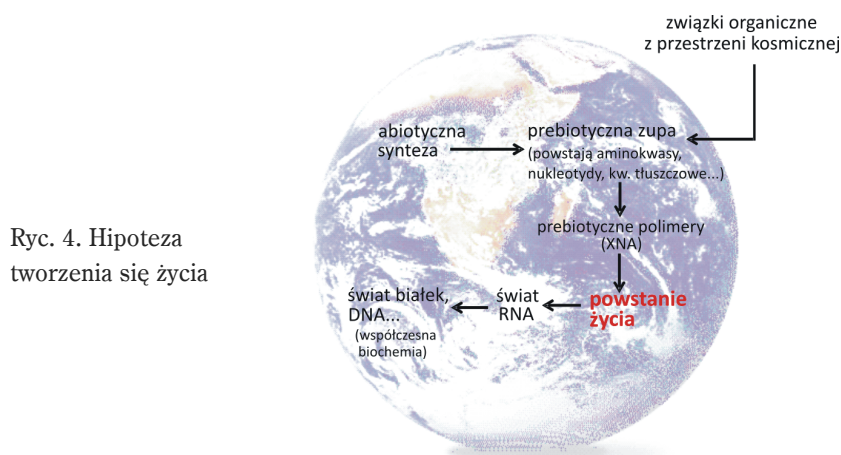 związki organiczne
z przestrzeni kosmicznej
abiotyczna
synteza
prebiotyczna zupa
(powstają aminokwasy,
nukleotydy, kw. tłuszczowe...)
prebiotyczne polimery
(XNA)
Ryc. 4. Hipoteza
tworzenia się życia
świat białek,
DNA...
(współczesna
biochemia)
świat
RNA
powstanie
życia